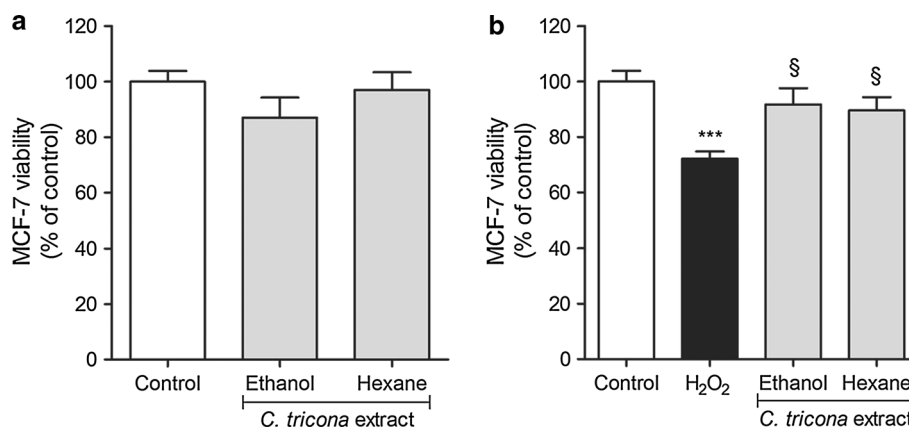 a
MCF-7 viability
(% of control)
120
100
80
60
40
20
0
Control
Ethanol
Hexane
C. tricona extract
b
MCF-7 viability
(% of control)
120
100
80
60
40
20
0
§
§
***
Control
H₂O₂
Ethanol
Hexane
C. tricona extract